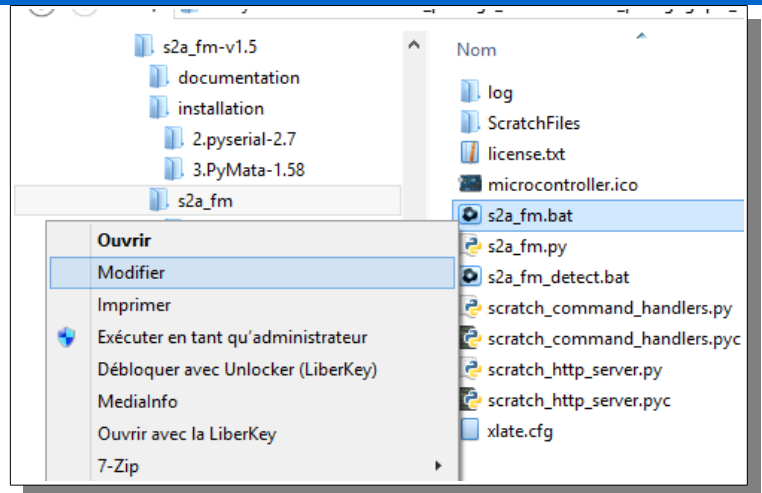 s2a_fm-v1.5
documentation
installation
2.pyserial-2.7
3.PyMata-1.58
s2a_fm
Ouvrir
Modifier
Imprimer
Exécuter en tant qu'administrateur
Débloquer avec Unlocker (LiberKey)
MediaInfo
Ouvrir avec la LiberKey
7-Zip
Nom
log
ScratchFiles
license.txt
microcontroller.ico
s2a_fm.bat
s2a_fm.py
s2a_fm_detect.bat
scratch_command_handlers.py
scratch_command_handlers.pyc
scratch_http_server.py
scratch_http_server.pyc
xlate.cfg